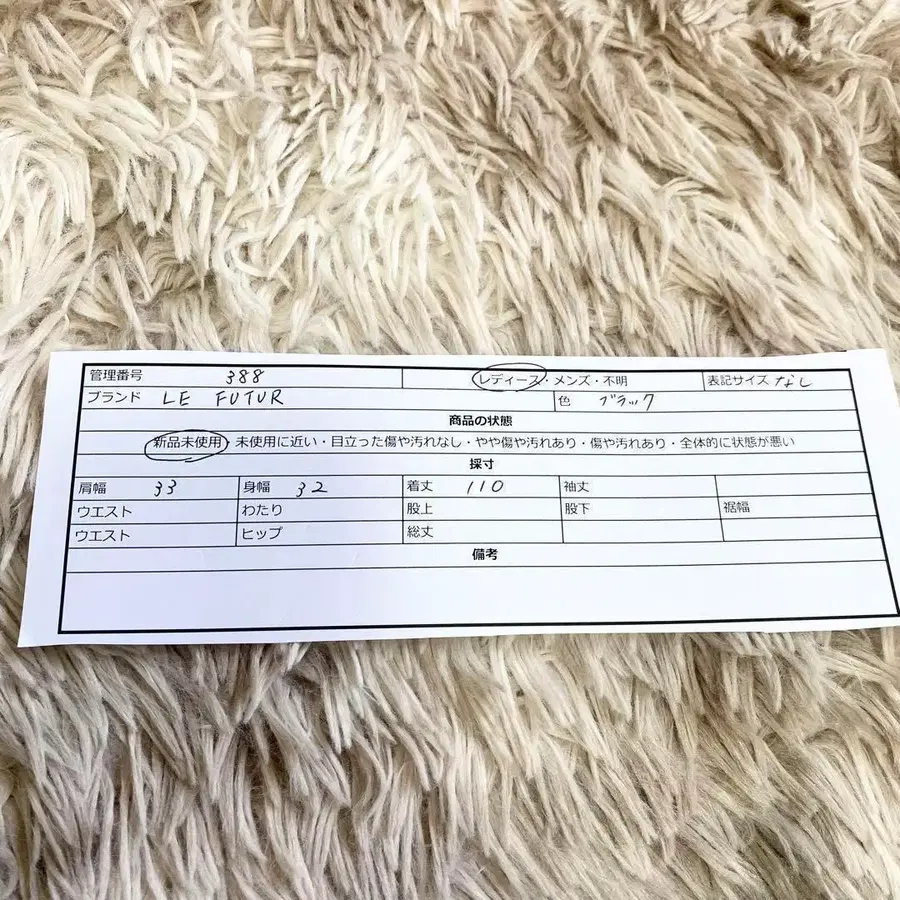 管理番号 388 レディース・メンズ・不明 表記サイズ なし
ブランド LE FUTUR 色 ブラック
商品の状態
新品未使用・未使用に近い・目立った傷や汚れなし・やや傷や汚れあり・傷や汚れあり・全体的に状態が悪い
採寸
肩幅 33 身幅 32 着丈 110 袖丈
ウエスト わたり 股上 股下 裾幅
ウエスト ヒップ 総丈
備考